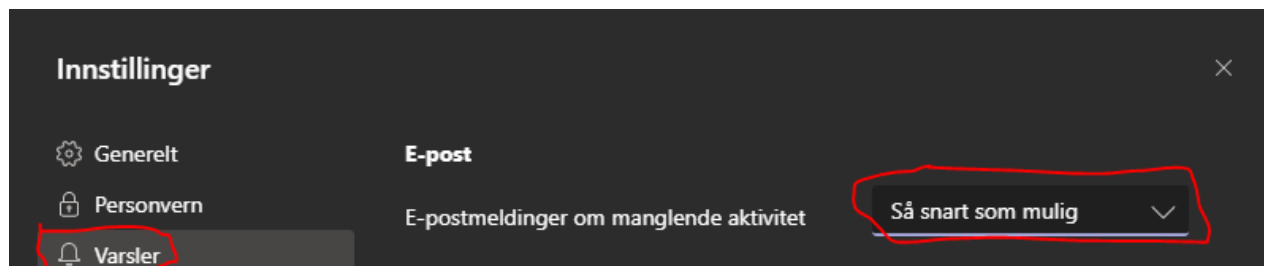 Innstillinger
Generelt
Personvern
Varsler
E-post
E-postmeldinger om manglende aktivitet
Så snart som mulig